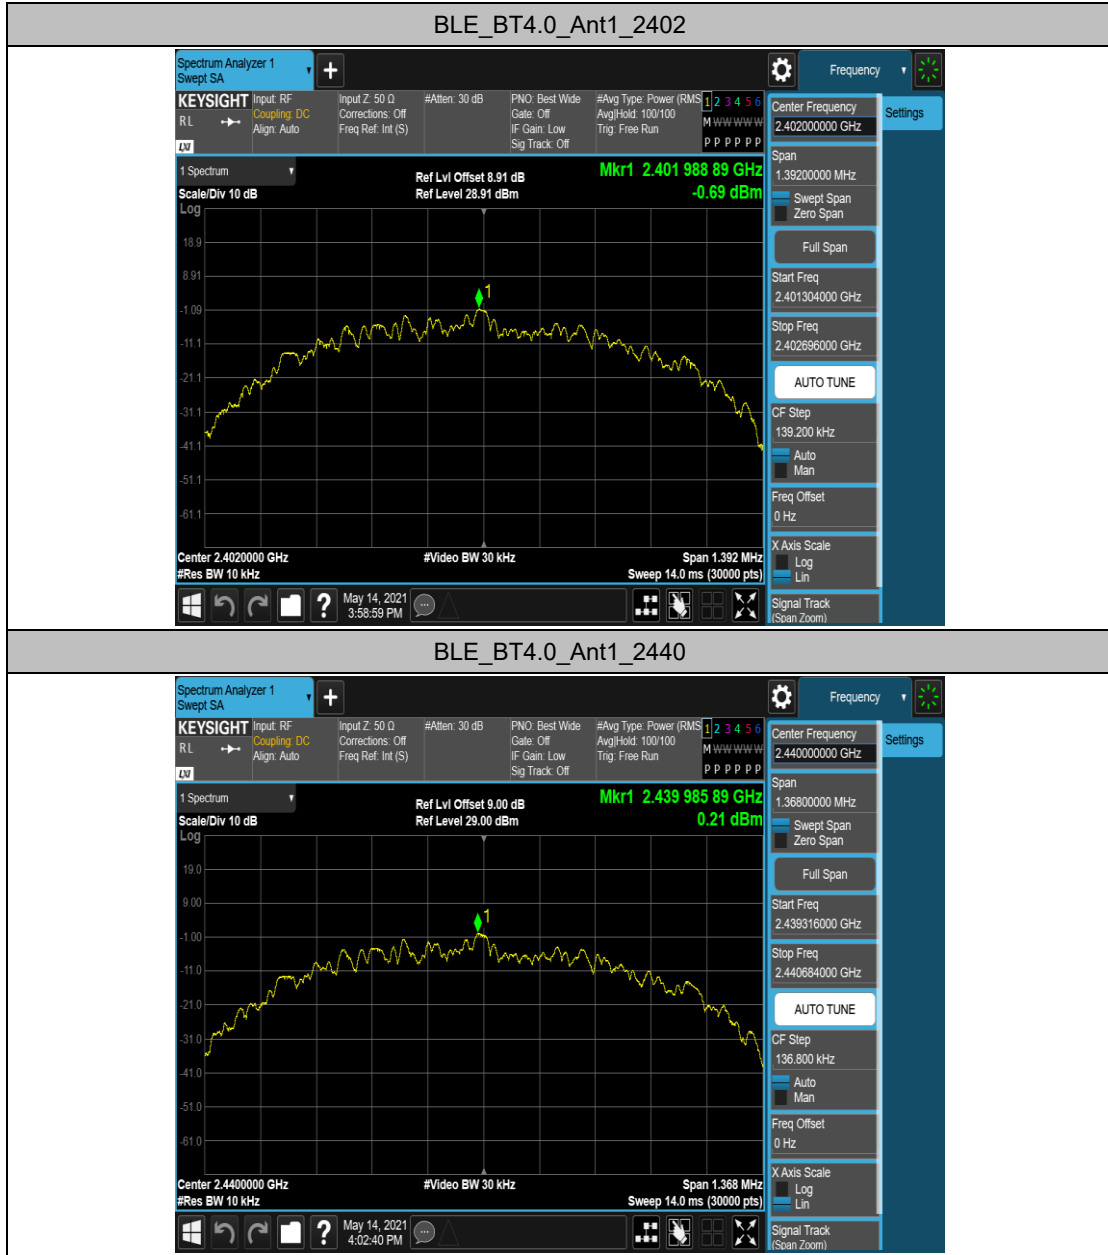 BLE_BT4.0_Ant1_2402
Spectrum Analyzer 1
Swept SA
+
Frequency
KEYSIGHT
RL
LXI
Input: RF
Coupling: DC
Align: Auto
Input Z: 50 Ω
Corrections: Off
Freq Ref: Int (S)
#Atten: 30 dB
PNO: Best Wide
Gate: Off
IF Gain: Low
Sig Track: Off
#Avg Type: Power (RMS
Avg|Hold: 100/100
Trig: Free Run
1 2 3 4 5 6
M W W W W W
P P P P P P
Center Frequency
2.402000000 GHz
Settings
1 Spectrum
Scale/Div 10 dB
Log
Ref Lvl Offset 8.91 dB
Ref Level 28.91 dBm
Mkr1 2.401 988 89 GHz
-0.69 dBm
Span
1.39200000 MHz
Swept Span
Zero Span
Full Span
Start Freq
2.401304000 GHz
Stop Freq
2.402696000 GHz
AUTO TUNE
CF Step
139.200 kHz
Auto
Man
Freq Offset
0 Hz
X Axis Scale
Log
Lin
Signal Track
(Span Zoom)
18.9
8.91
1
-1.09
-11.1
-21.1
-31.1
-41.1
-51.1
-61.1
Center 2.4020000 GHz
#Video BW 30 kHz
Span 1.392 MHz
#Res BW 10 kHz
Sweep 14.0 ms (30000 pts)
?
May 14, 2021
3:58:59 PM
BLE_BT4.0_Ant1_2440
Spectrum Analyzer 1
Swept SA
+
Frequency
KEYSIGHT
RL
LXI
Input: RF
Coupling: DC
Align: Auto
Input Z: 50 Ω
Corrections: Off
Freq Ref: Int (S)
#Atten: 30 dB
PNO: Best Wide
Gate: Off
IF Gain: Low
Sig Track: Off
#Avg Type: Power (RMS
Avg|Hold: 100/100
Trig: Free Run
1 2 3 4 5 6
M W W W W W
P P P P P P
Center Frequency
2.440000000 GHz
Settings
1 Spectrum
Scale/Div 10 dB
Log
Ref Lvl Offset 9.00 dB
Ref Level 29.00 dBm
Mkr1 2.439 985 89 GHz
0.21 dBm
Span
1.36800000 MHz
Swept Span
Zero Span
Full Span
Start Freq
2.439316000 GHz
Stop Freq
2.440684000 GHz
AUTO TUNE
CF Step
136.800 kHz
Auto
Man
Freq Offset
0 Hz
X Axis Scale
Log
Lin
Signal Track
(Span Zoom)
19.0
9.00
1
-1.00
-11.0
-21.0
-31.0
-41.0
-51.0
-61.0
Center 2.4400000 GHz
#Video BW 30 kHz
Span 1.368 MHz
#Res BW 10 kHz
Sweep 14.0 ms (30000 pts)
?
May 14, 2021
4:02:40 PM